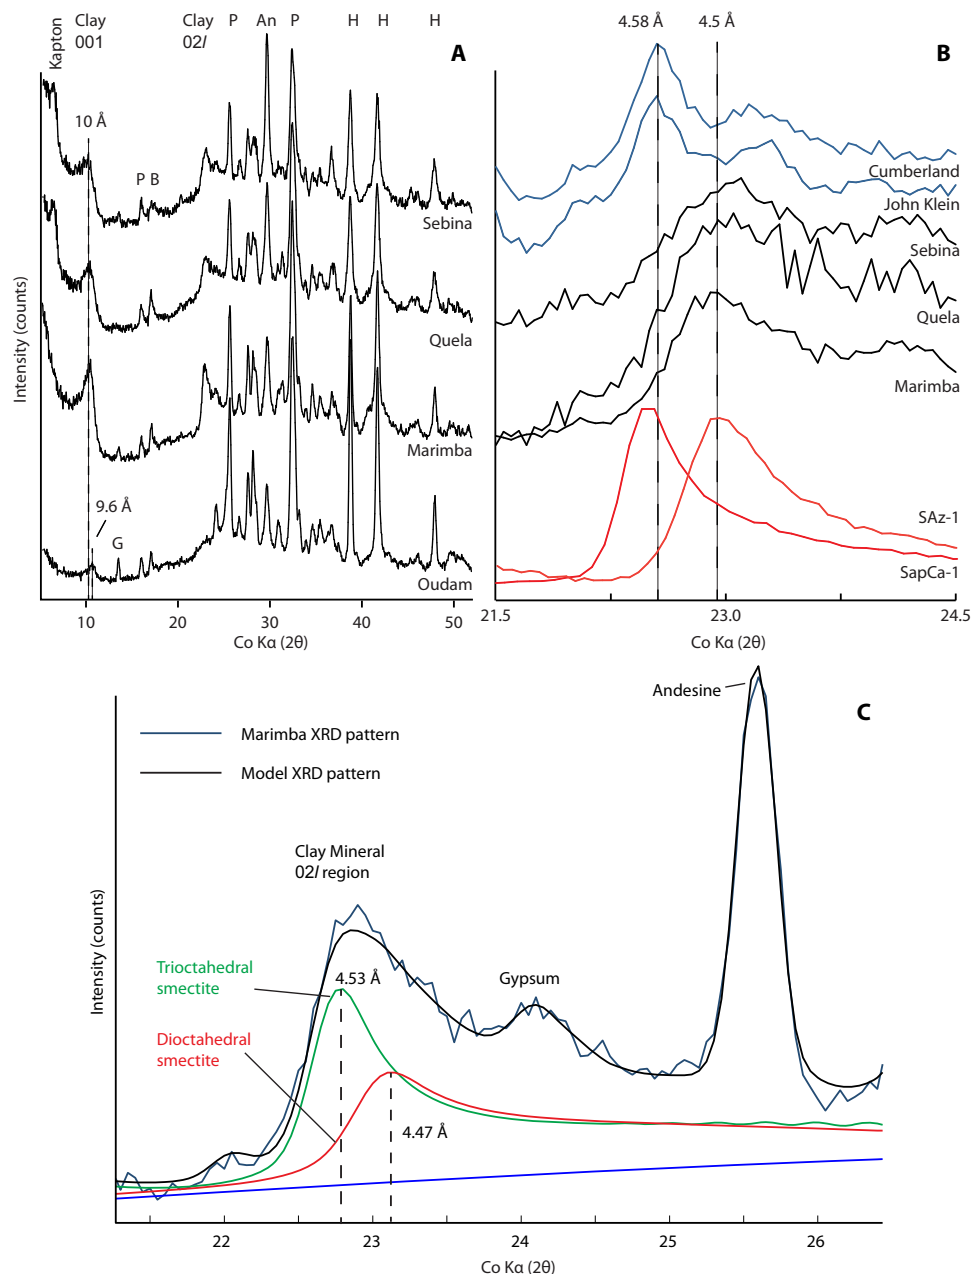 Kapton
Clay
001
Clay
02l
P
An
P
H
H
H
A
10 Å
P B
Sebina
Quela
Marimba
9.6 Å
G
Oudam
Intensity (counts)
10
20
30
40
50
Co Kα (2θ)
4.58 Å
4.5 Å
B
Cumberland
John Klein
Sebina
Quela
Marimba
SAz-1
SapCa-1
21.5
23.0
24.5
Co Kα (2θ)
C
Marimba XRD pattern
Model XRD pattern
Andesine
Clay Mineral
02l region
Trioctahedral
smectite
4.53 Å
Gypsum
Dioctahedral
smectite
4.47 Å
Intensity (counts)
22
23
24
25
26
Co Kα (2θ)